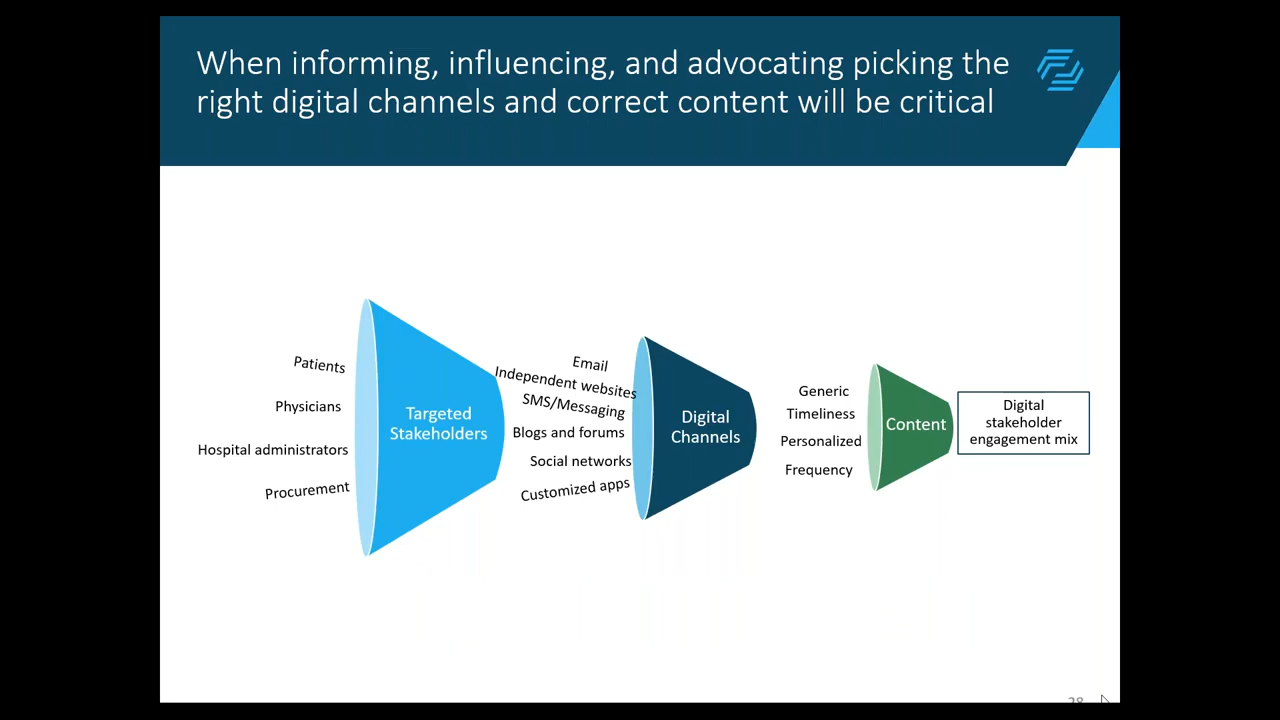 When informing, influencing, and advocating picking the
right digital channels and correct content will be critical
Patients
Physicians
Hospital administrators
Procurement
Targeted
Stakeholders
Email
Independent websites
SMS/Messaging
Blogs and forums
Social networks
Customized apps
Digital
Channels
Generic
Timeliness
Personalized
Frequency
Content
Digital
stakeholder
engagement mix
28